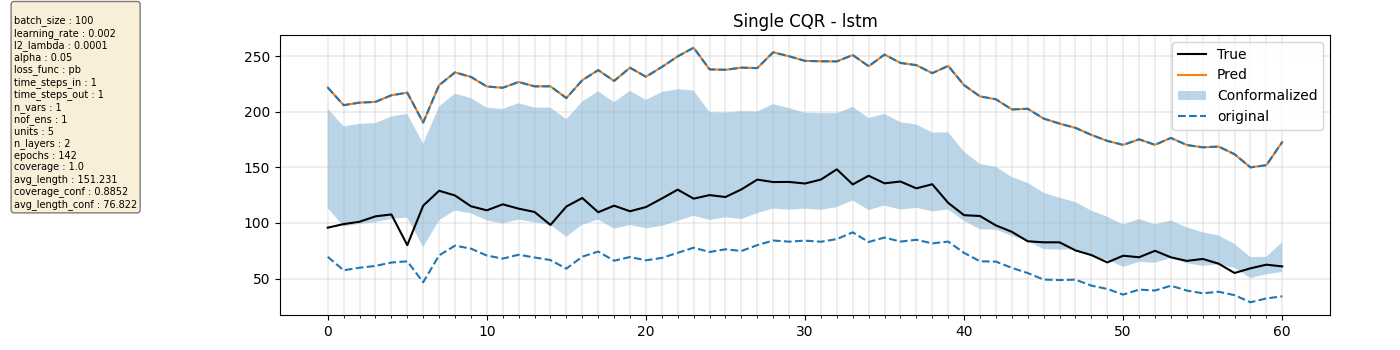 batch_size : 100
learning_rate : 0.002
l2_lambda : 0.0001
alpha : 0.05
loss_func : pb
time_steps_in : 1
time_steps_out : 1
n_vars : 1
nof_ens : 1
units : 5
n_layers : 2
epochs : 142
coverage : 1.0
avg_length : 151.231
coverage_conf : 0.8852
avg_length_conf : 76.822
Single CQR - lstm
250
200
150
100
50
True
Pred
Conformalized
original
0 10 20 30 40 50 60